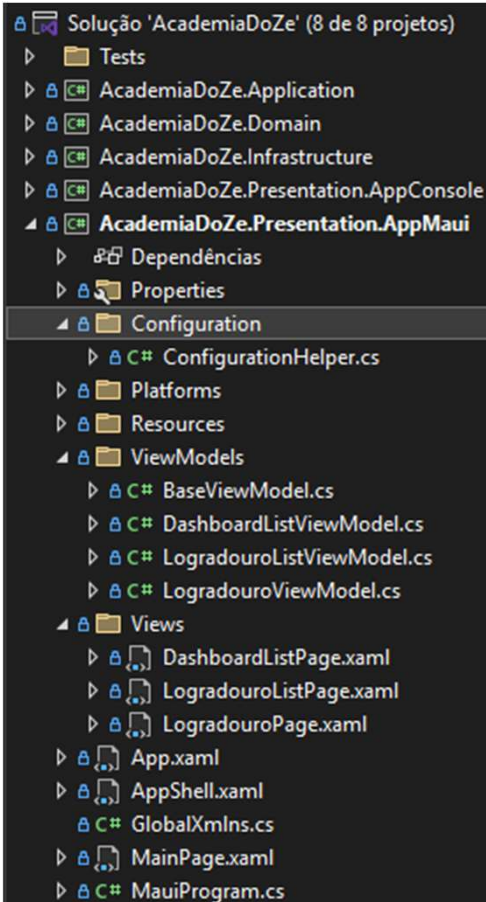 Solução 'AcademiaDoZe' (8 de 8 projetos)
Tests
C# AcademiaDoZe.Application
C# AcademiaDoZe.Domain
C# AcademiaDoZe.Infrastructure
C# AcademiaDoZe.Presentation.AppConsole
C# AcademiaDoZe.Presentation.AppMaui
Dependências
Properties
Configuration
C# ConfigurationHelper.cs
Platforms
Resources
ViewModels
C# BaseViewModel.cs
C# DashboardListViewModel.cs
C# LogradouroListViewModel.cs
C# LogradouroViewModel.cs
Views
DashboardListPage.xaml
LogradouroListPage.xaml
LogradouroPage.xaml
App.xaml
AppShell.xaml
C# GlobalXmlns.cs
MainPage.xaml
C# MauiProgram.cs